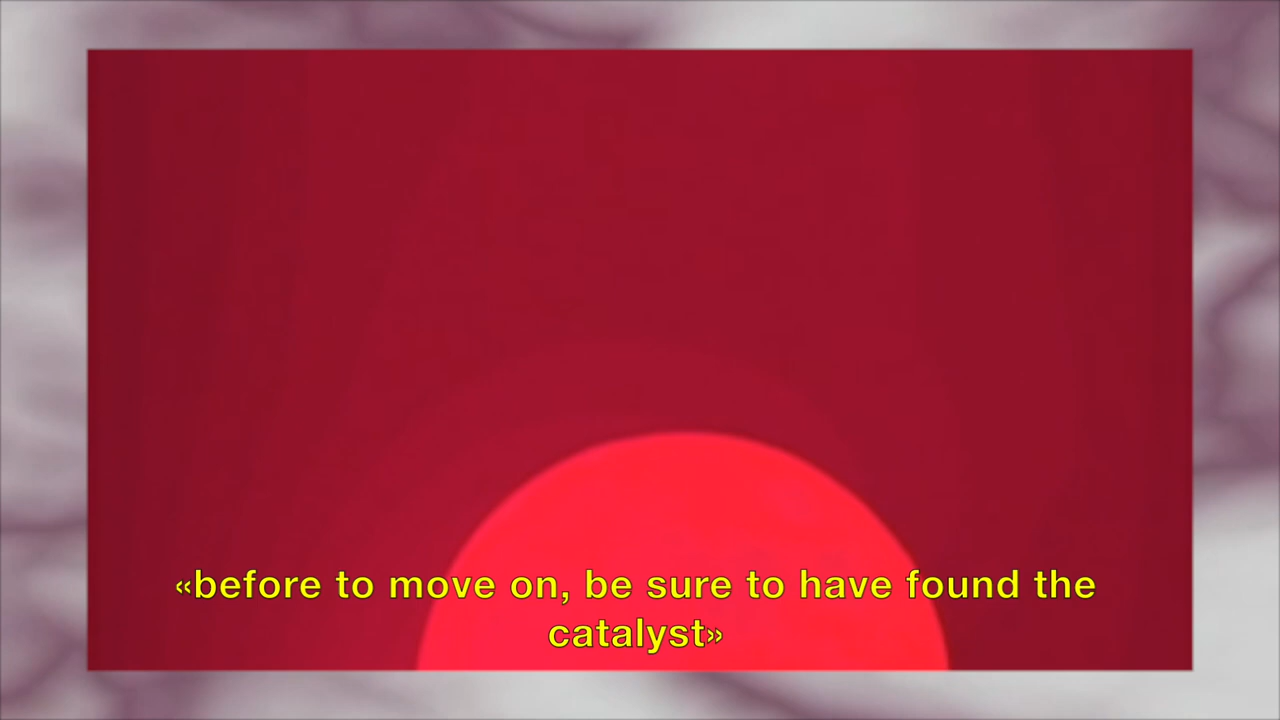 «before to move on, be sure to have found the
catalyst»